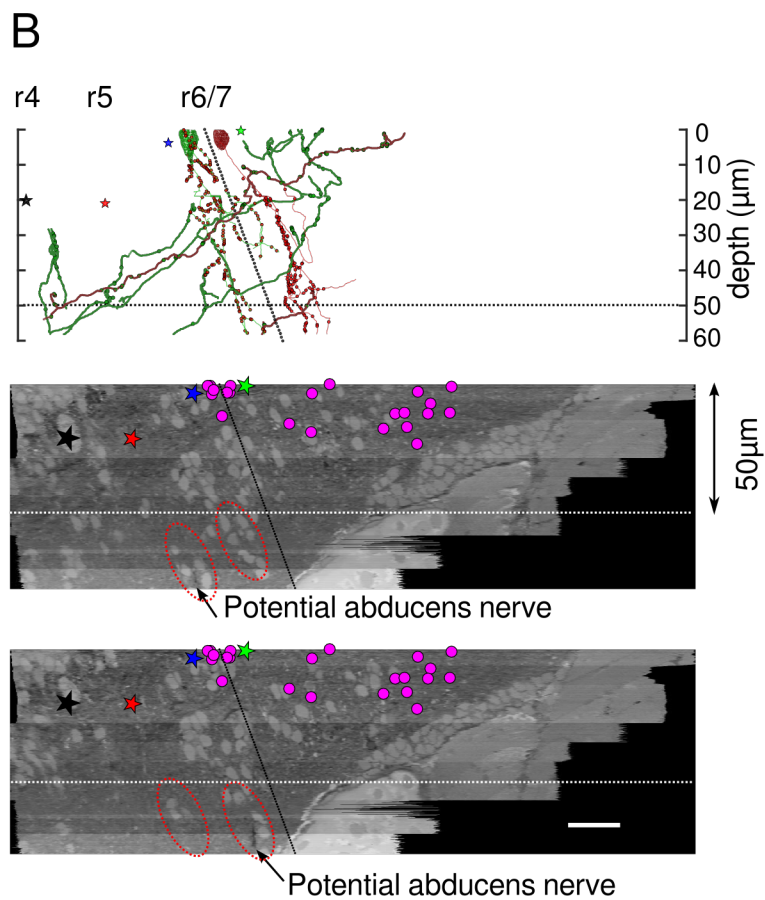 B
r4 r5 r6/7
0
10
20
30
40
50
60
depth (µm)
50µm
Potential abducens nerve
Potential abducens nerve